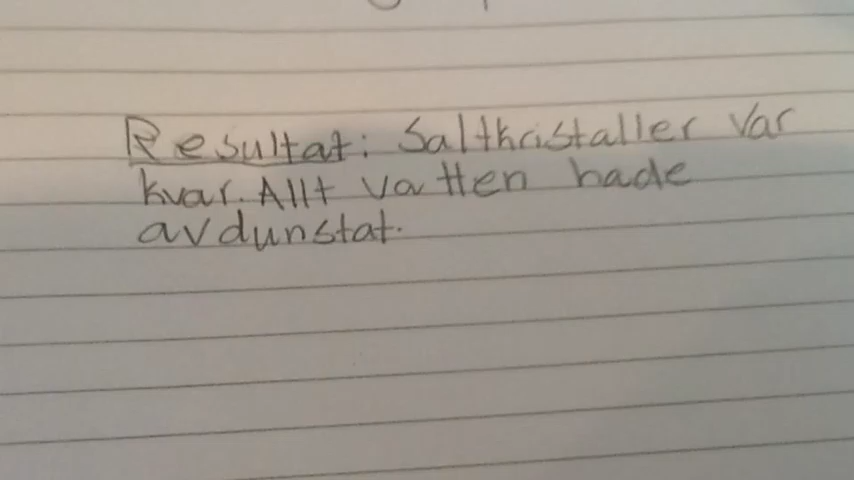 Resultat: Saltkristaller var
kvar. Allt vatten hade
avdunstat.